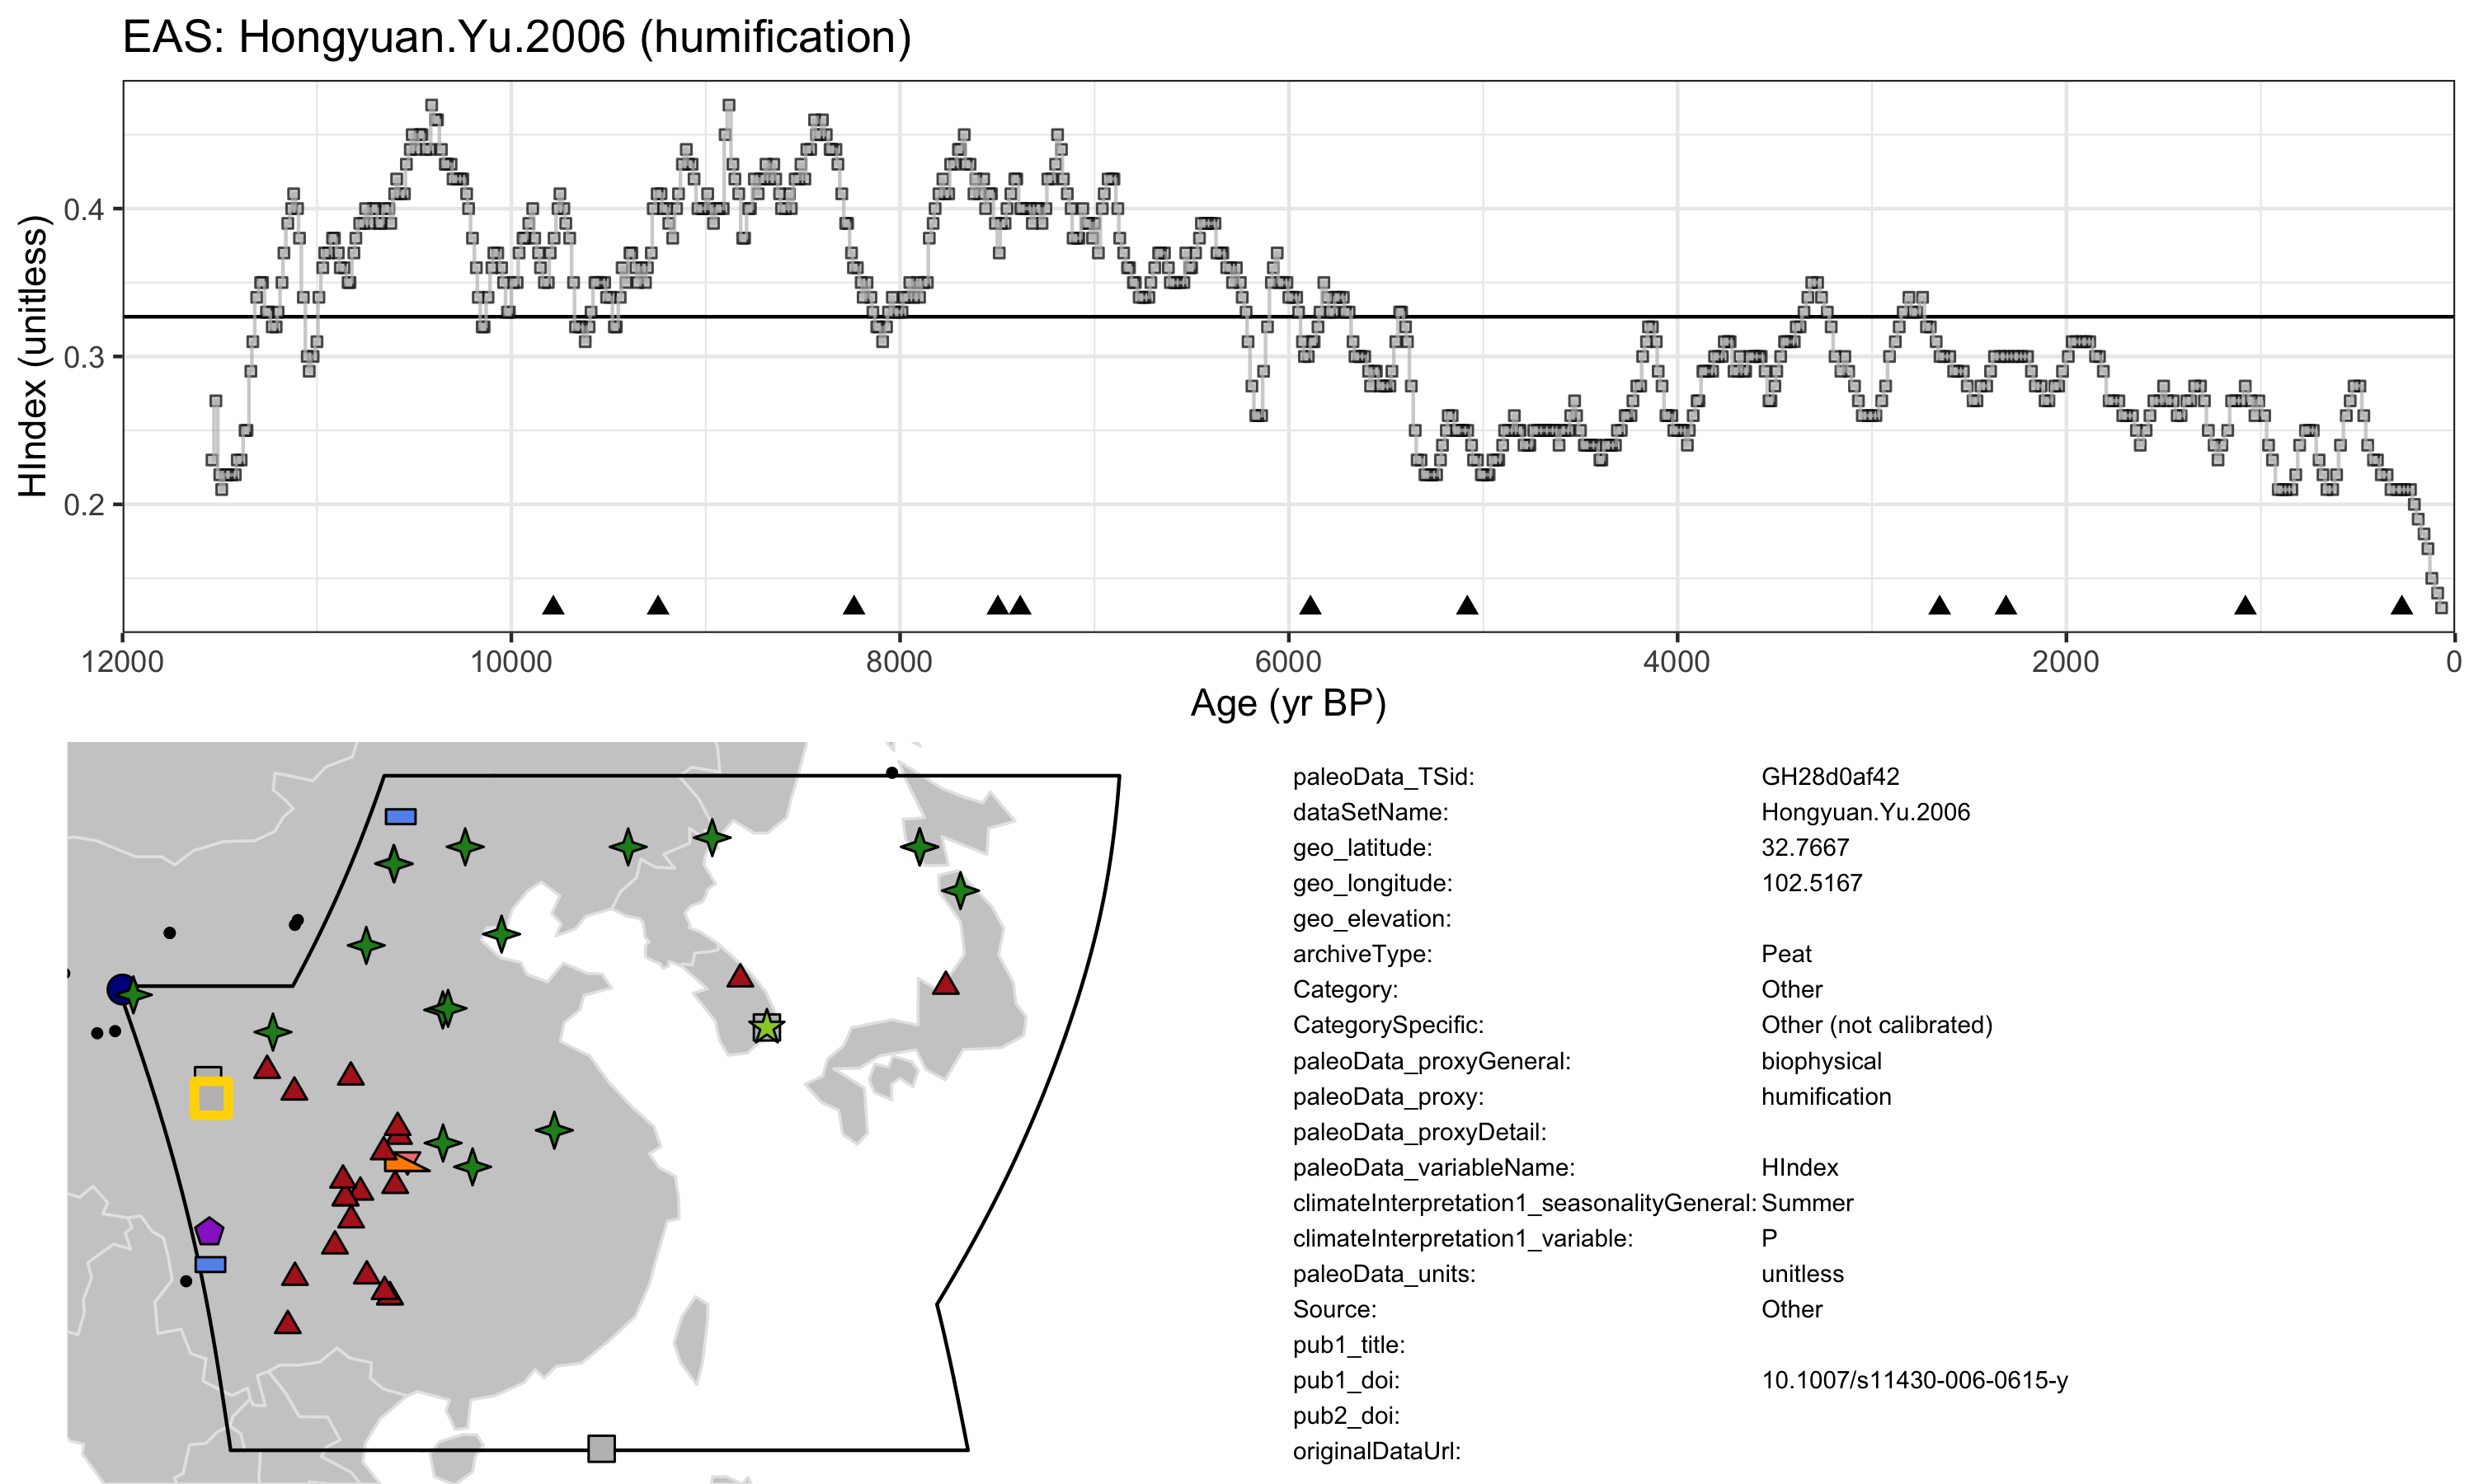 EAS: Hongyuan.Yu.2006 (humification)
HIndex (unitless)
0.4
0.3
0.2
12000 10000 8000 6000 4000 2000 0
Age (yr BP)
paleoData_TSid: GH28d0af42
dataSetName: Hongyuan.Yu.2006
geo_latitude: 32.7667
geo_longitude: 102.5167
geo_elevation:
archiveType: Peat
Category: Other
CategorySpecific: Other (not calibrated)
paleoData_proxyGeneral: biophysical
paleoData_proxy: humification
paleoData_proxyDetail:
paleoData_variableName: HIndex
climateInterpretation1_seasonalityGeneral: Summer
climateInterpretation1_variable: P
paleoData_units: unitless
Source: Other
pub1_title:
pub1_doi: 10.1007/s11430-006-0615-y
pub2_doi:
originalDataUrl: